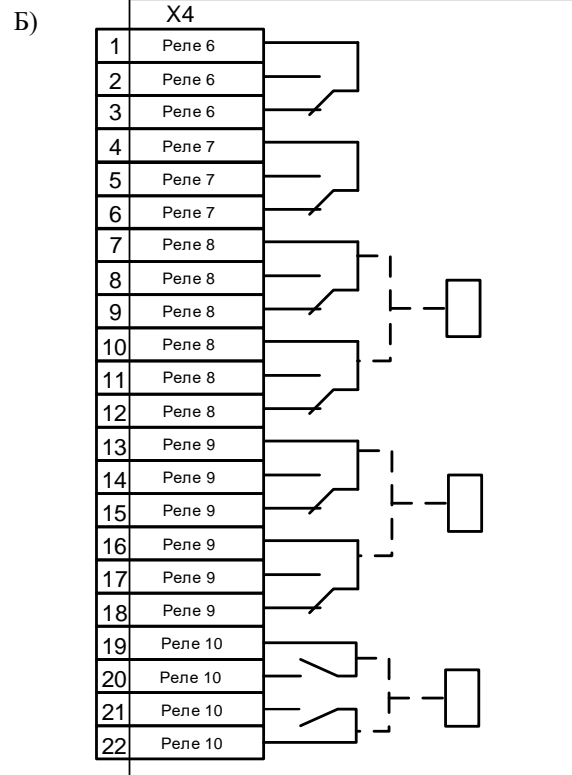 Б)
X4
1 Реле 6
2 Реле 6
3 Реле 6
4 Реле 7
5 Реле 7
6 Реле 7
7 Реле 8
8 Реле 8
9 Реле 8
10 Реле 8
11 Реле 8
12 Реле 8
13 Реле 9
14 Реле 9
15 Реле 9
16 Реле 9
17 Реле 9
18 Реле 9
19 Реле 10
20 Реле 10
21 Реле 10
22 Реле 10